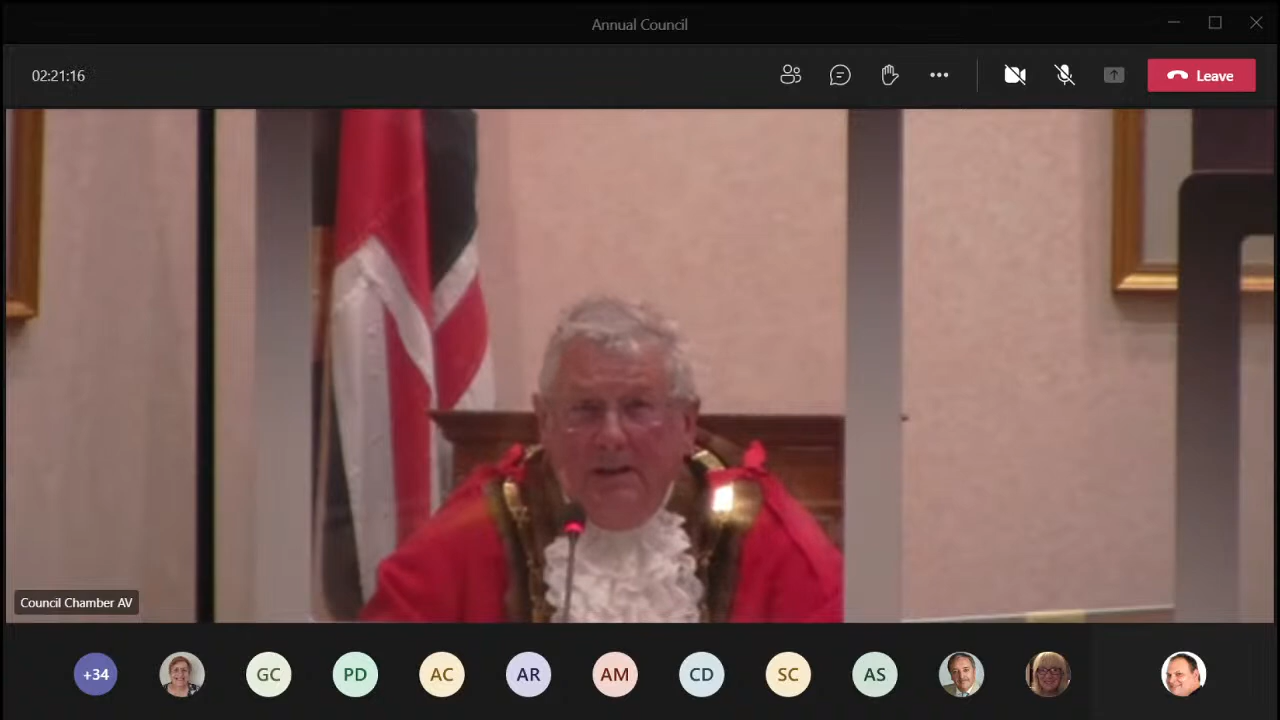 Annual Council
02:21:16
Leave
Council Chamber AV
+34
GC
PD
AC
AR
AM
CD
SC
AS